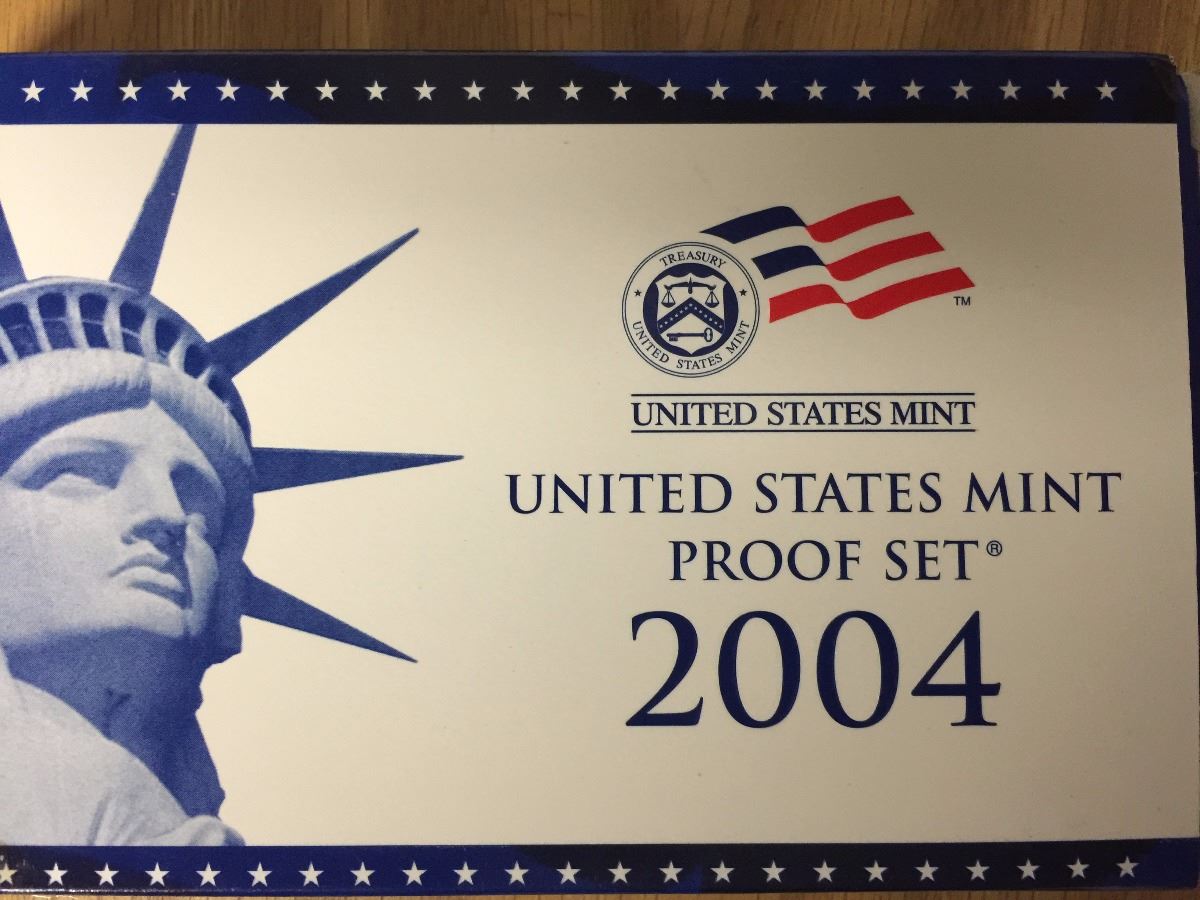 TREASURY
UNITED STATES MINT
TM
UNITED STATES MINT
UNITED STATES MINT
PROOF SET®
2004